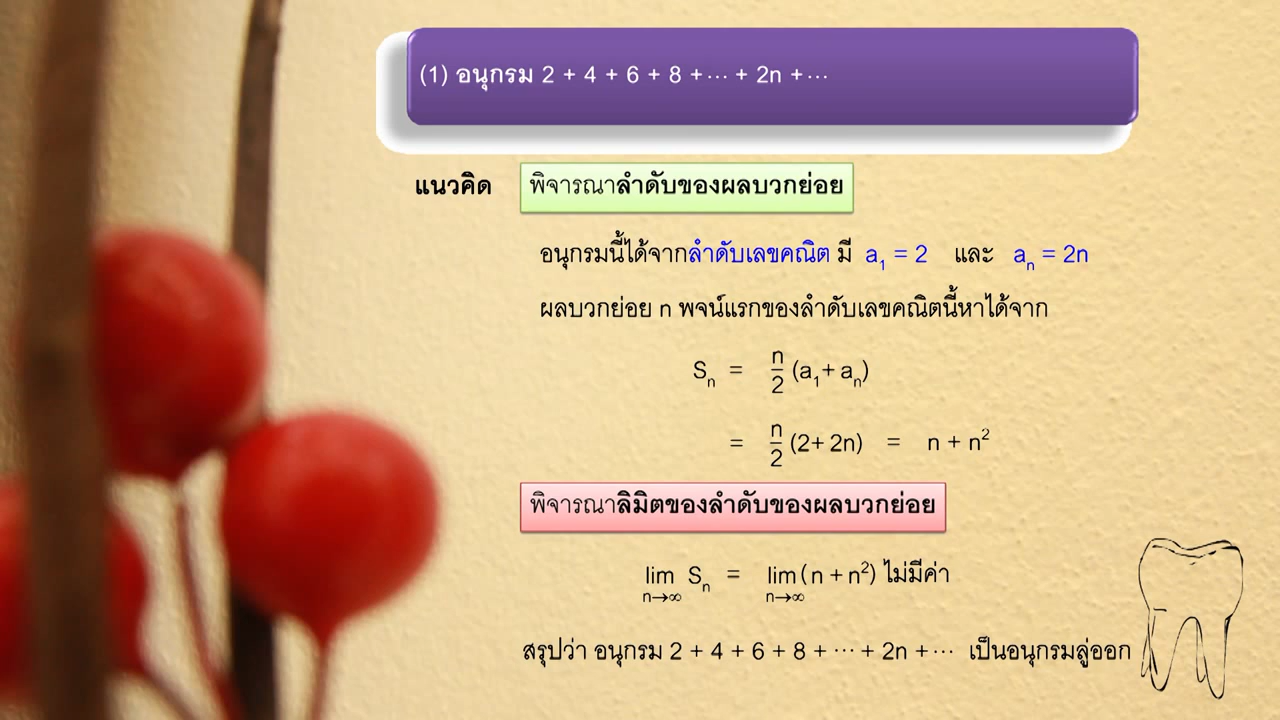 (1) อนุกรม 2 + 4 + 6 + 8 +⋯ + 2n +⋯
แนวคิด พิจารณาลำดับของผลบวกย่อย
อนุกรมนี้ได้จากลำดับเลขคณิต มี a₁ = 2 และ aₙ = 2n
ผลบวกย่อย n พจน์แรกของลำดับเลขคณิตนี้หาได้จาก
Sₙ = n/2 (a₁+ aₙ)
= n/2 (2+ 2n) = n + n²
พิจารณาลิมิตของลำดับของผลบวกย่อย
lim n→∞ Sₙ = lim n→∞ (n + n²) ไม่มีค่า
สรุปว่า อนุกรม 2 + 4 + 6 + 8 + ⋯ + 2n +⋯ เป็นอนุกรมลู่ออก